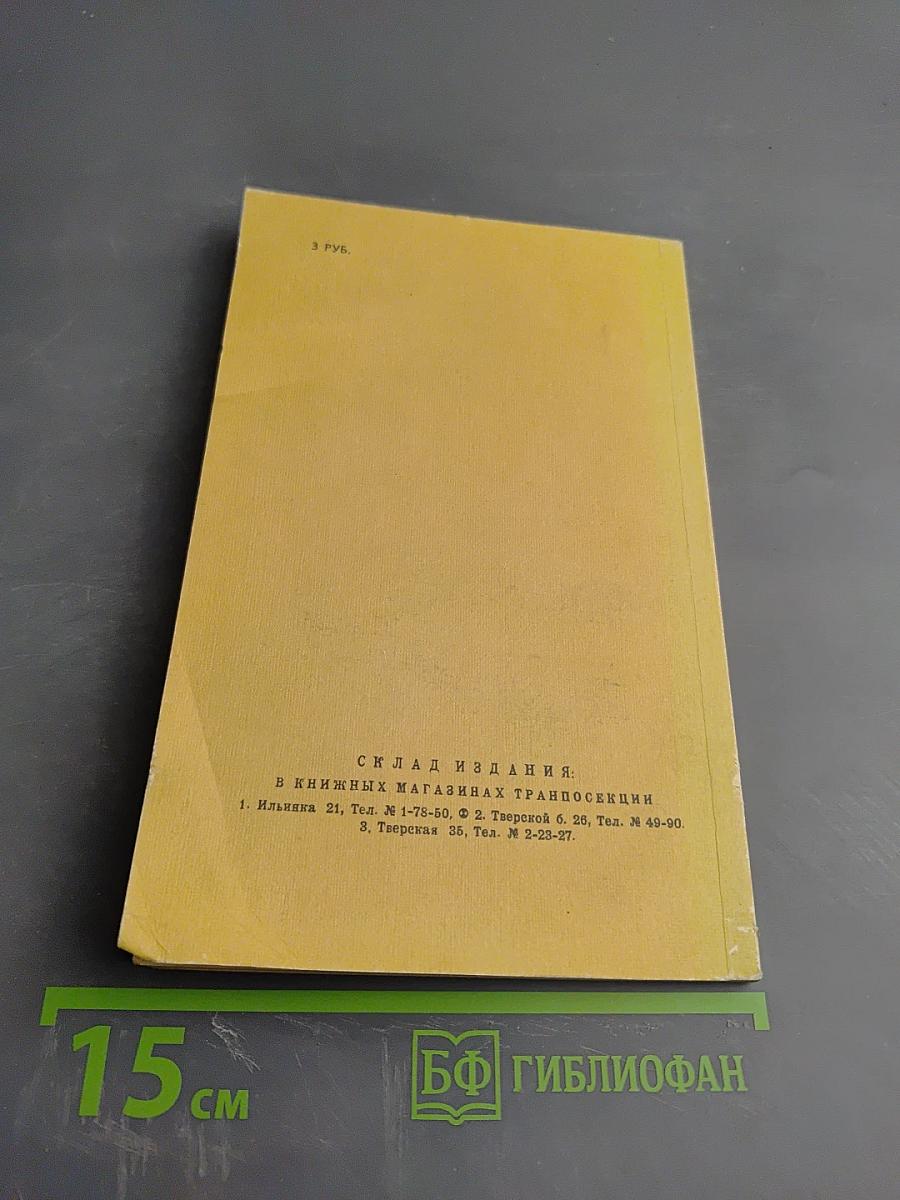 3 РУБ.
СКЛАД ИЗДАНИЯ:
В КНИЖНЫХ МАГАЗИНАХ ТРАНПОСЕКЦИИ
1. Ильинка 21, Тел. № 1-78-50, Ф 2. Тверской б. 26, Тел. № 49-90.
3, Тверская 35, Тел. № 2-23-27.
15 см
БФ ГИБЛИОФАН